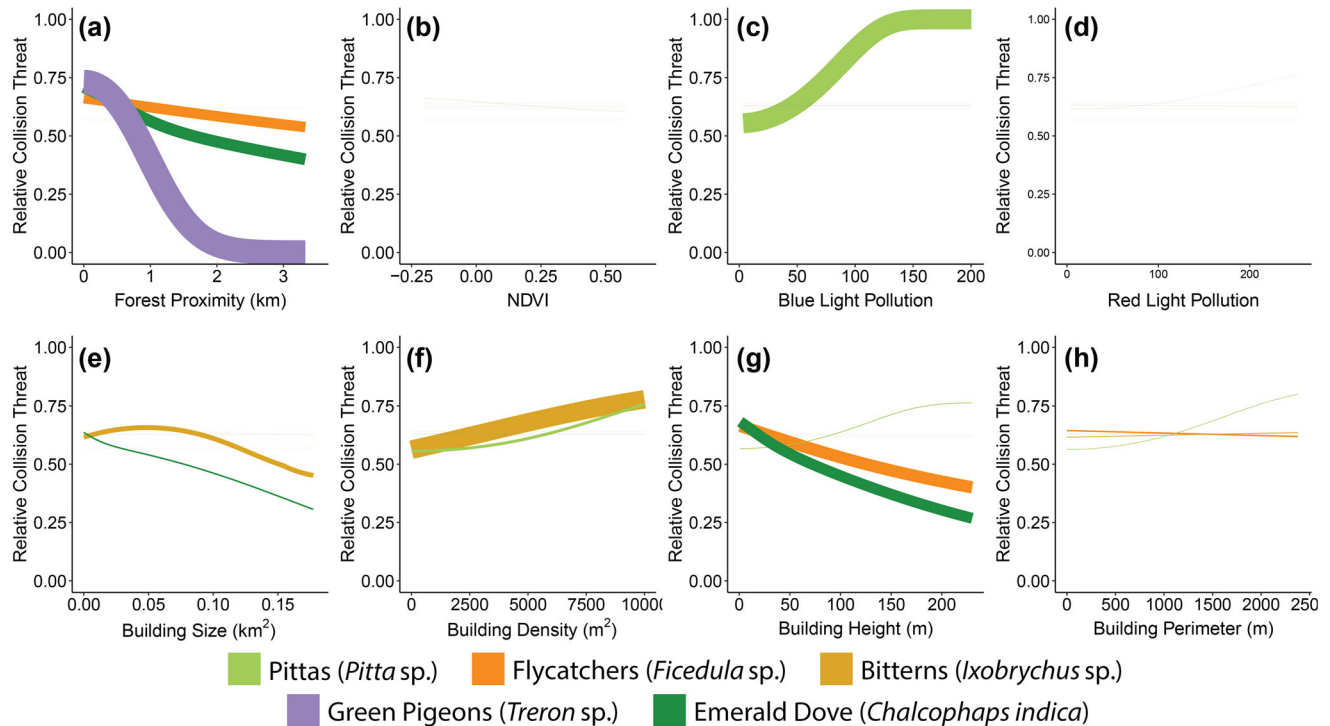 (a) (b) (c) (d)
Relative Collision Threat Relative Collision Threat Relative Collision Threat Relative Collision Threat
1.00 1.00 1.00 1.00
0.75 0.75 0.75 0.75
0.50 0.50 0.50 0.50
0.25 0.25 0.25 0.25
0.00 0.00 0.00 0.00
0 1 2 3 −0.25 0.00 0.25 0.50 0 50 100 150 200 0 100 200
Forest Proximity (km) NDVI Blue Light Pollution Red Light Pollution
(e) (f) (g) (h)
Relative Collision Threat Relative Collision Threat Relative Collision Threat Relative Collision Threat
1.00 1.00 1.00 1.00
0.75 0.75 0.75 0.75
0.50 0.50 0.50 0.50
0.25 0.25 0.25 0.25
0.00 0.00 0.00 0.00
0.00 0.05 0.10 0.15 0 2500 5000 7500 10000 0 50 100 150 200 0 500 1000 1500 2000 250
Building Size (km²) Building Density (m²) Building Height (m) Building Perimeter (m)
Pittas (Pitta sp.) Flycatchers (Ficedula sp.) Bitterns (Ixobrychus sp.)
Green Pigeons (Treron sp.) Emerald Dove (Chalcophaps indica)